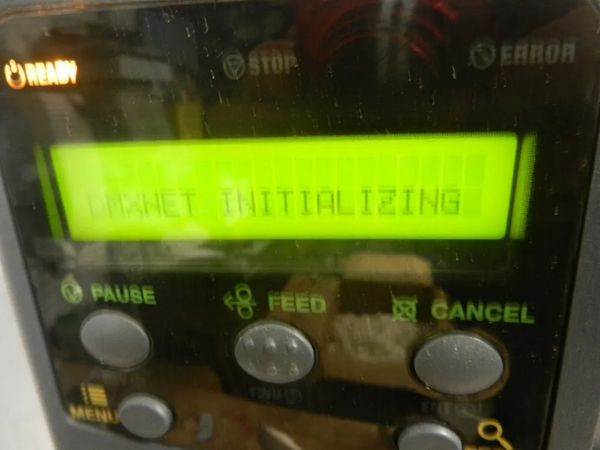 READY
STOP
ERROR
DMXNET INITIALIZING
PAUSE
FEED
CANCEL
MENU